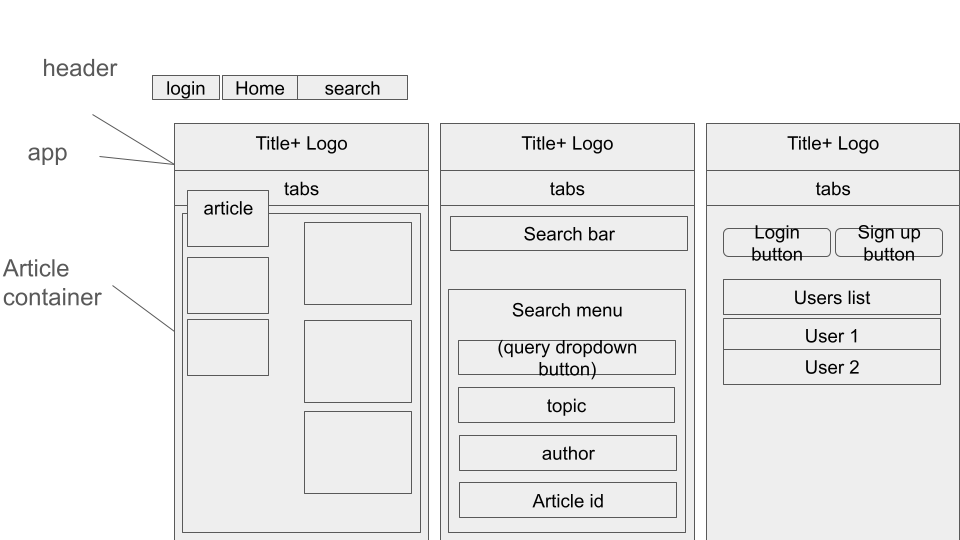 header
login
Home
search
app
Title+ Logo
Title+ Logo
Title+ Logo
tabs
tabs
tabs
article
Article
container
Search bar
Search menu
(query dropdown
button)
topic
author
Article id
Login
button
Sign up
button
Users list
User 1
User 2